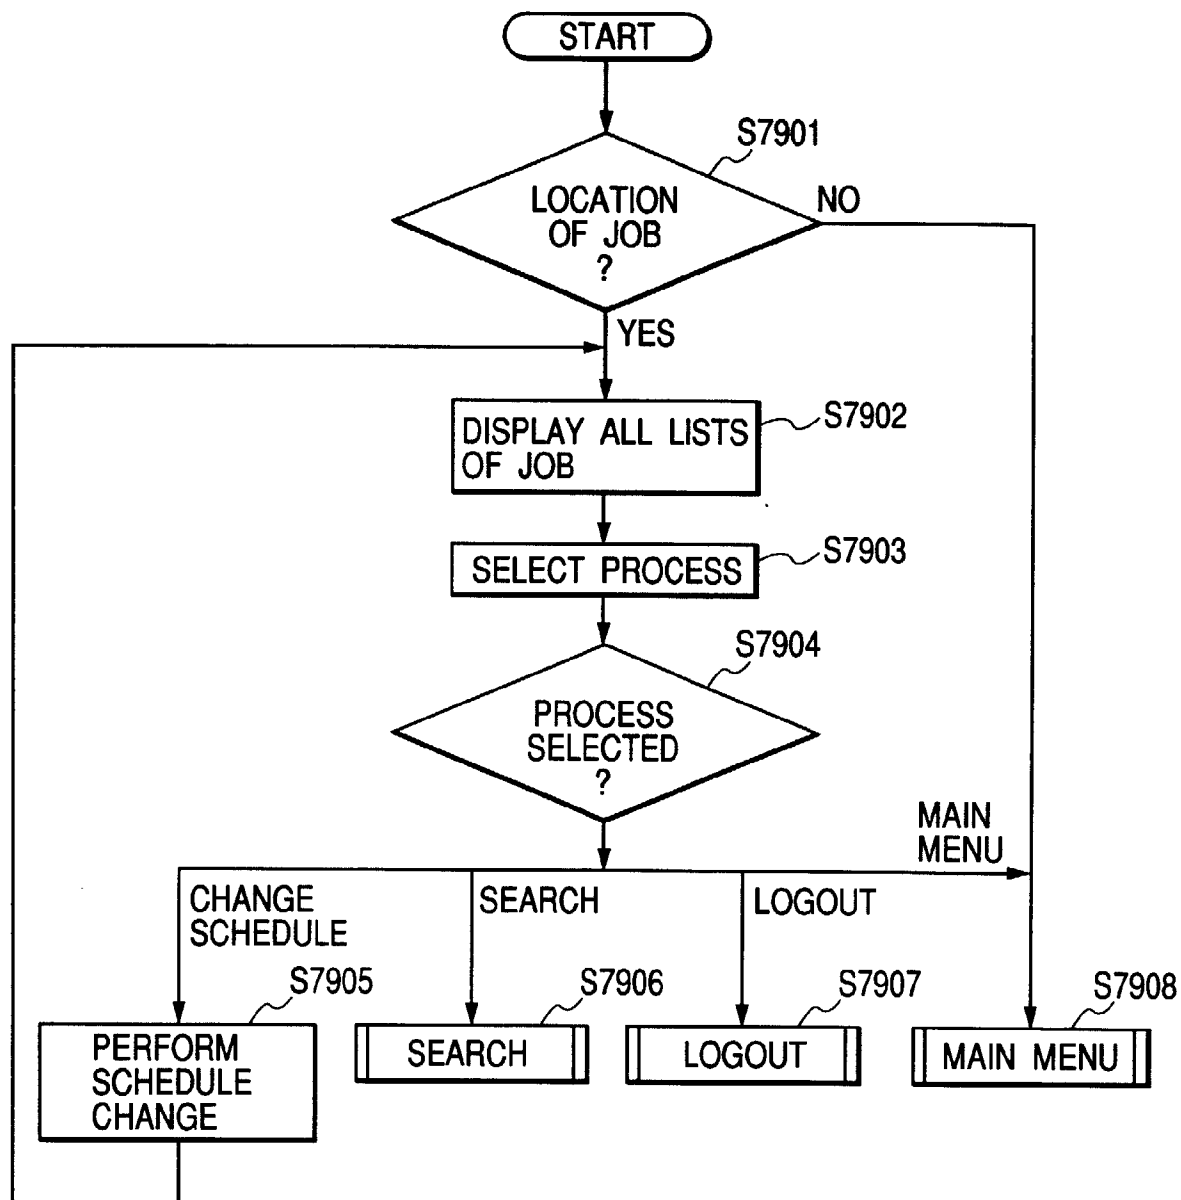 START
S7901
LOCATION
OF JOB
?
NO
YES
S7902
DISPLAY ALL LISTS
OF JOB
S7903
SELECT PROCESS
S7904
PROCESS
SELECTED
?
MAIN
MENU
CHANGE
SCHEDULE
SEARCH
LOGOUT
S7905
PERFORM
SCHEDULE
CHANGE
S7906
SEARCH
S7907
LOGOUT
S7908
MAIN MENU